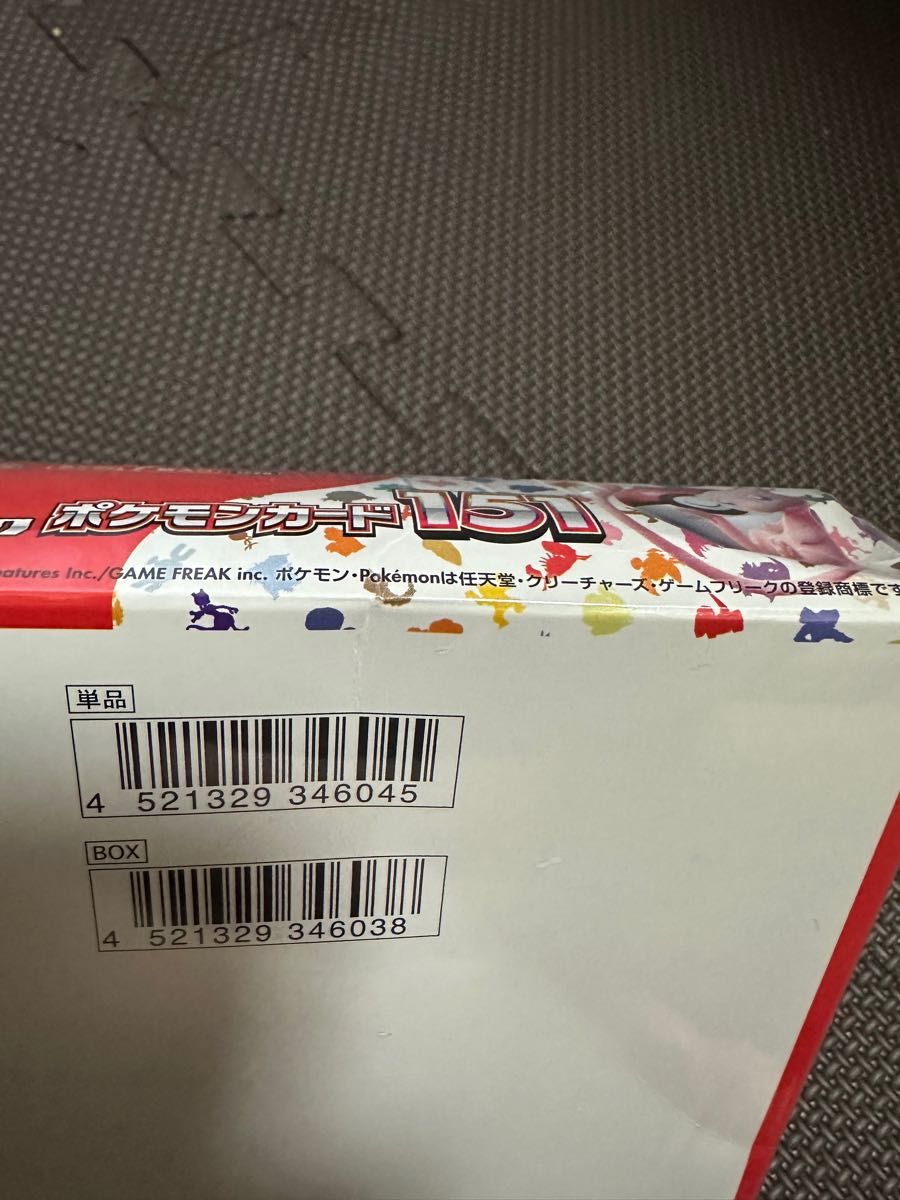 ポケモンカード151
eatures Inc./GAME FREAK inc. ポケモン・Pokémonは任天堂・クリーチャーズ・ゲームフリークの登録商標です
単品
4 521329 346045
BOX
4 521329 346038